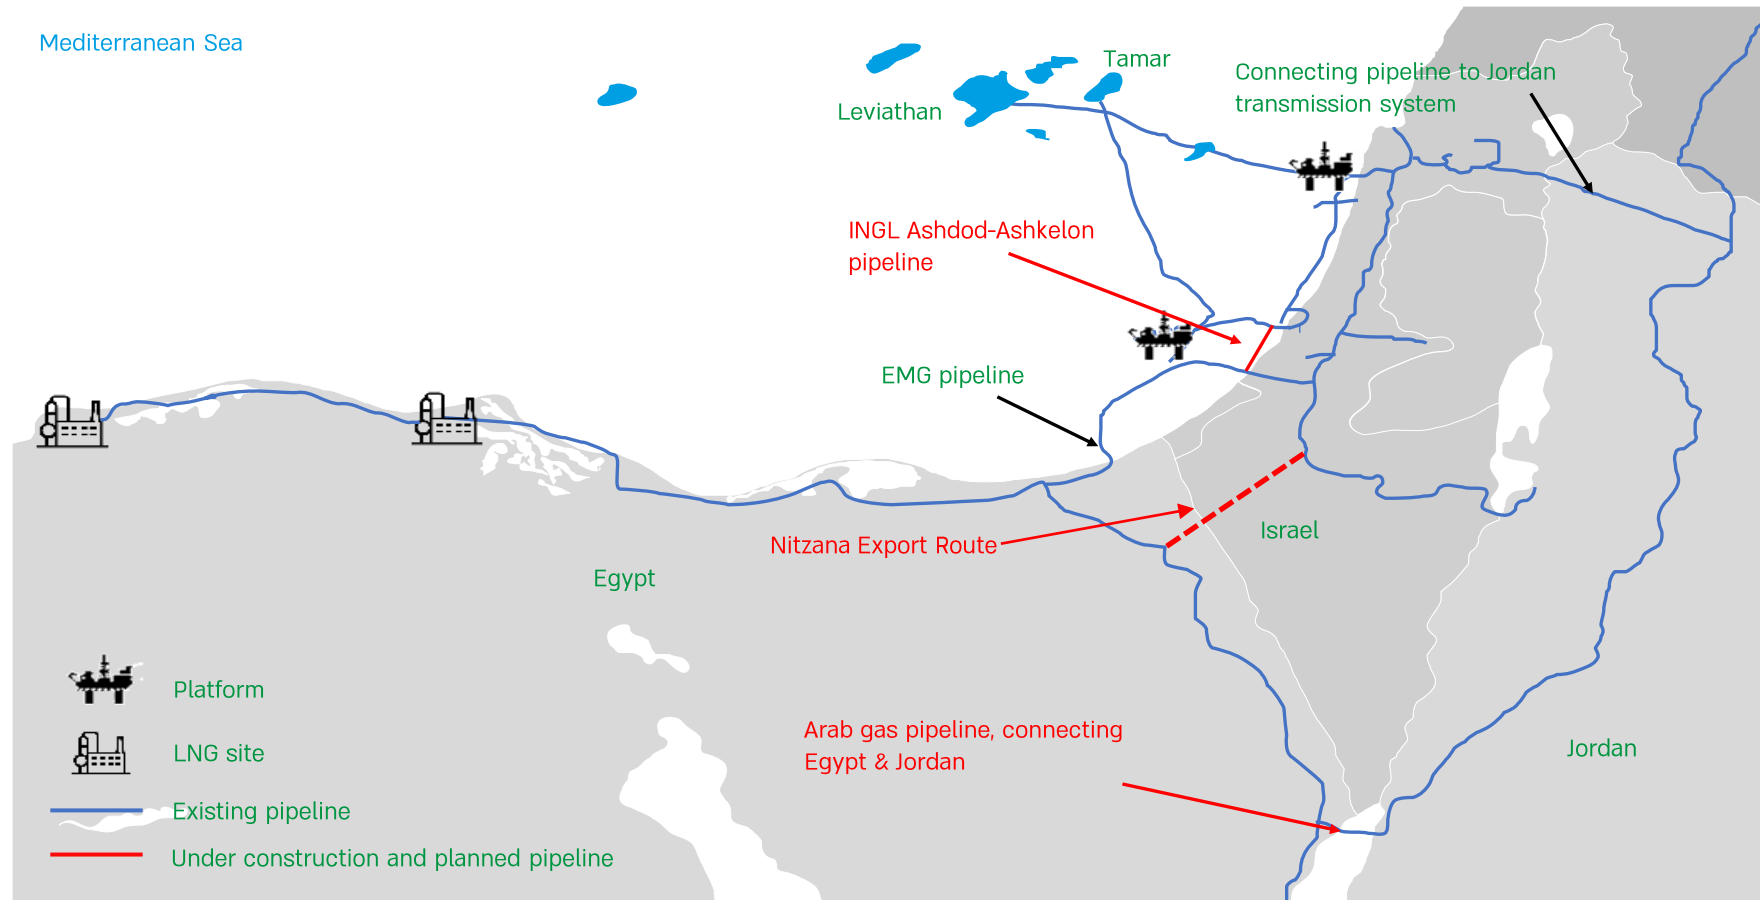 Mediterranean Sea
Tamar
Leviathan
Connecting pipeline to Jordan
transmission system
INGL Ashdod-Ashkelon
pipeline
EMG pipeline
Nitzana Export Route
Israel
Egypt
Arab gas pipeline, connecting
Egypt & Jordan
Jordan
Platform
LNG site
Existing pipeline
Under construction and planned pipeline